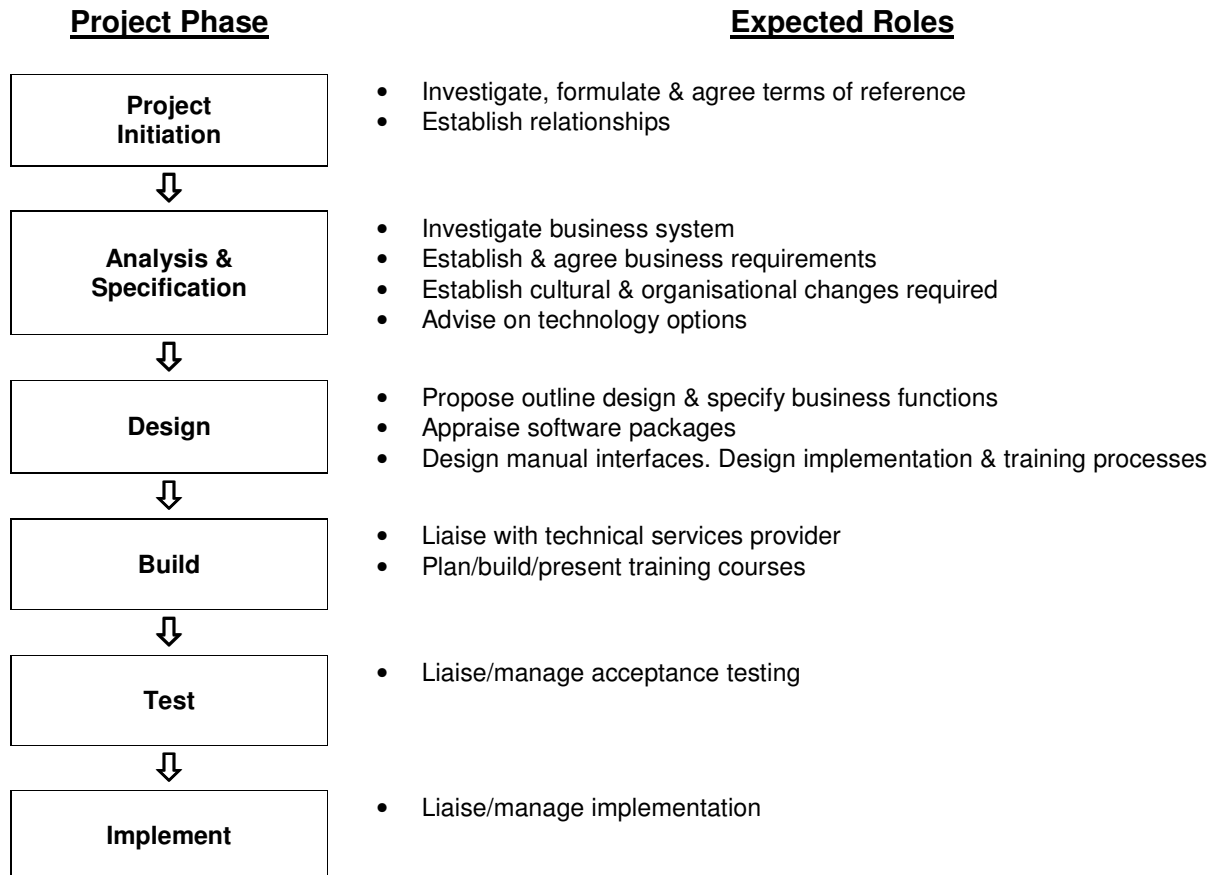 Project Phase
Expected Roles
Project
Initiation
• Investigate, formulate & agree terms of reference
• Establish relationships
Analysis &
Specification
• Investigate business system
• Establish & agree business requirements
• Establish cultural & organisational changes required
• Advise on technology options
Design
• Propose outline design & specify business functions
• Appraise software packages
• Design manual interfaces. Design implementation & training processes
Build
• Liaise with technical services provider
• Plan/build/present training courses
Test
• Liaise/manage acceptance testing
Implement
• Liaise/manage implementation